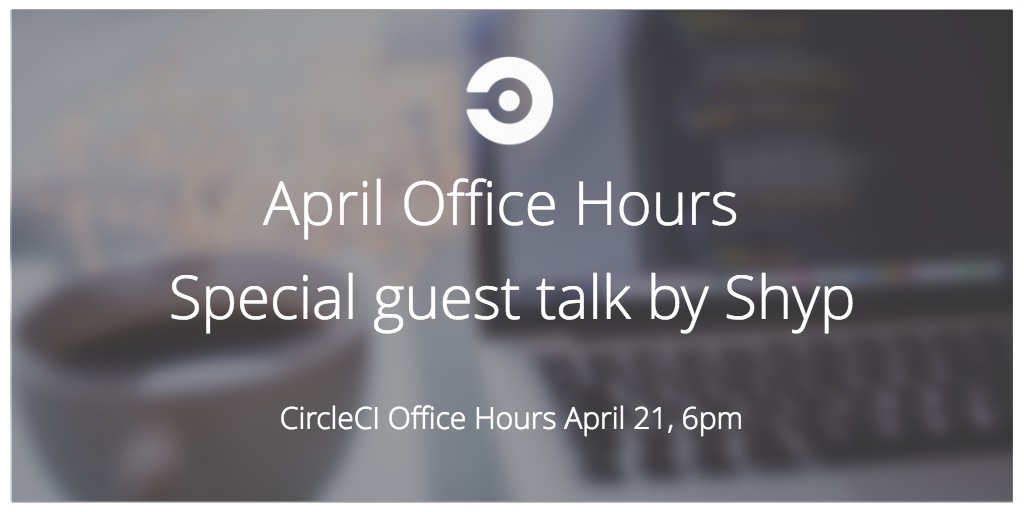 April Office Hours
Special guest talk by Shyp
CircleCI Office Hours April 21, 6pm